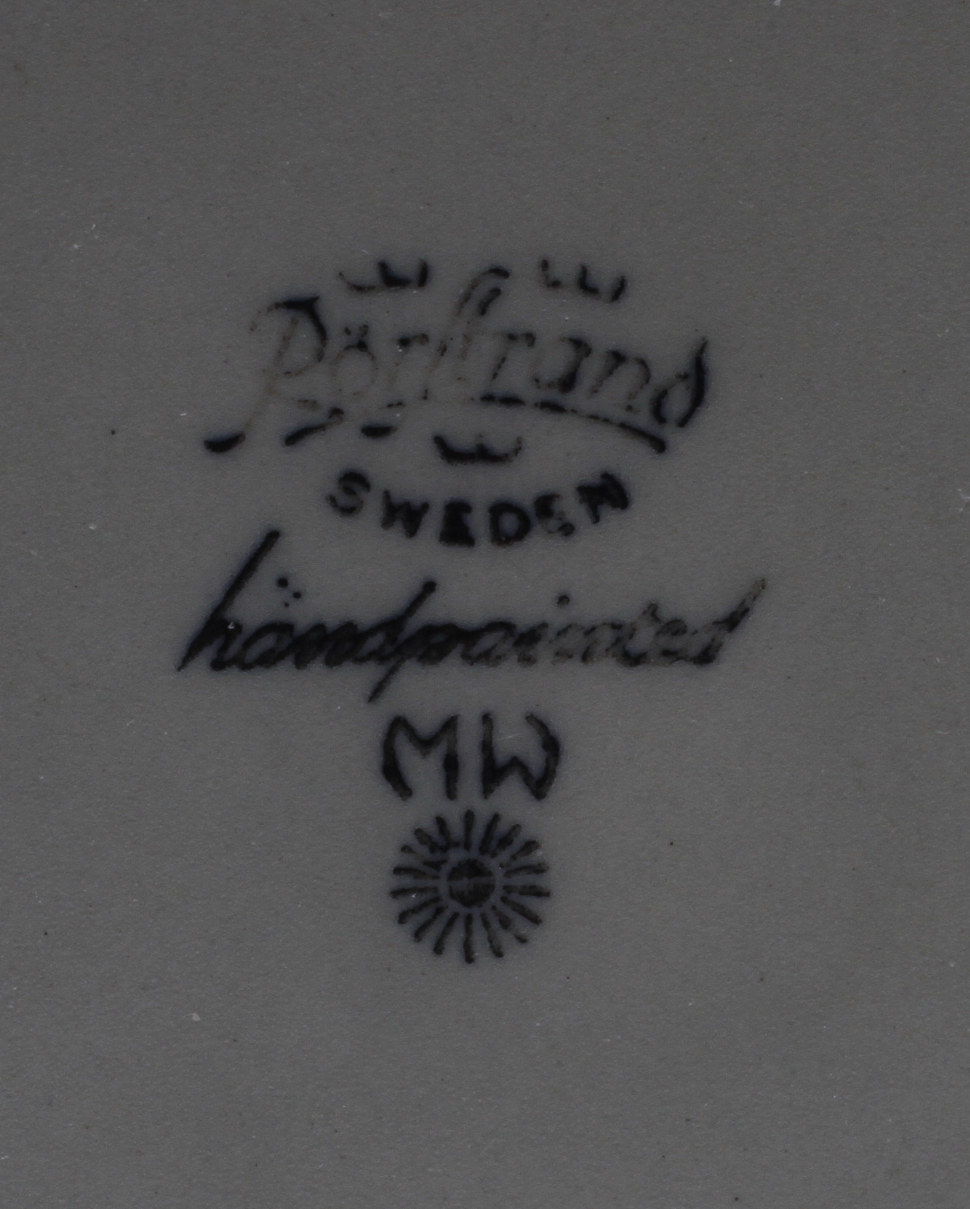 Rörstrand
SWEDEN
handpainted
MW